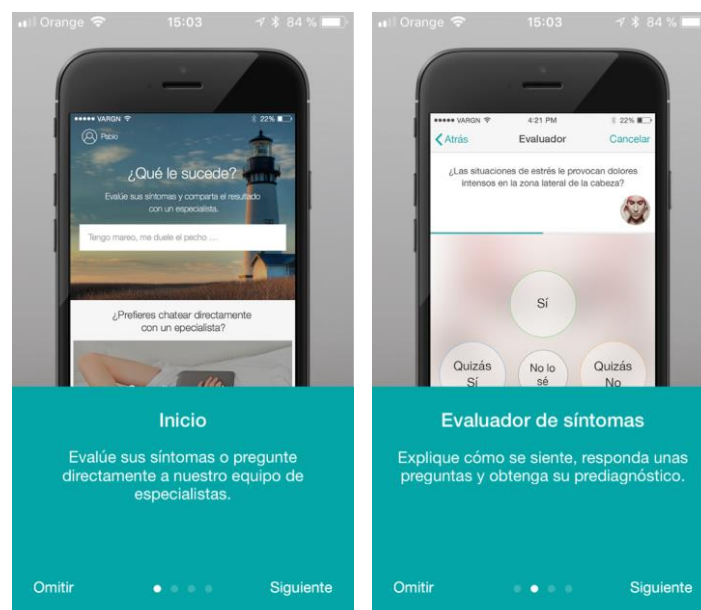 Orange 15:03 84 %
VARGN 22%
Pablo
¿Qué le sucede?
Evalúe sus síntomas y comparta el resultado
con un especialista.
Tengo mareo, me duele el pecho ...
¿Prefieres chatear directamente
con un epecialista?
Inicio
Evalúe sus síntomas o pregunte
directamente a nuestro equipo de
especialistas.
Omitir Siguiente
Orange 15:03 84 %
VARGN 4:21 PM 22%
Atrás Evaluador Cancelar
¿Las situaciones de estrés le provocan dolores
intensos en la zona lateral de la cabeza?
Sí
Quizás
Sí
No lo
sé
Quizás
No
Evaluador de síntomas
Explique cómo se siente, responda unas
preguntas y obtenga su prediagnóstico.
Omitir Siguiente